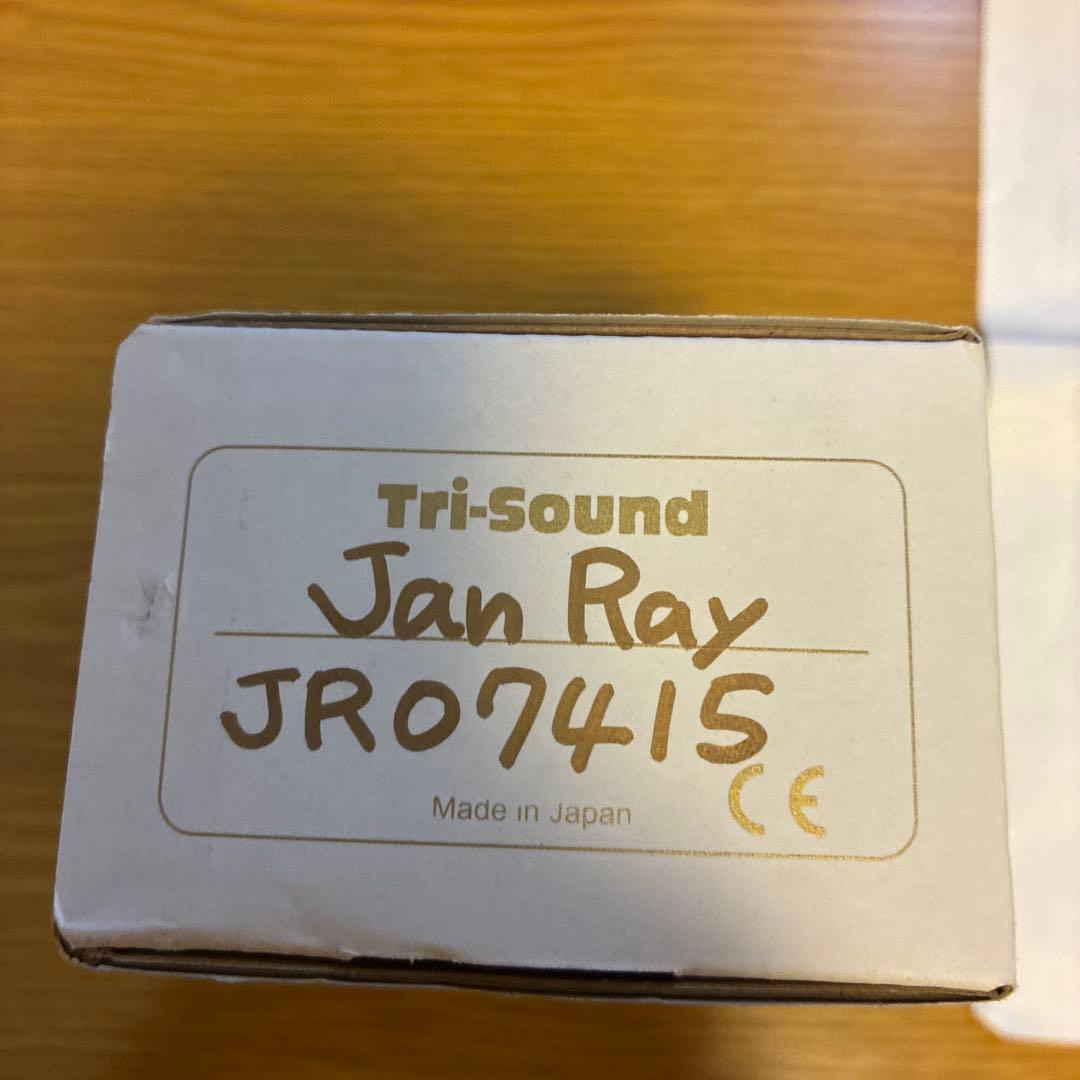 Tri-Sound
Jan Ray
JR07415
Made in Japan
CE